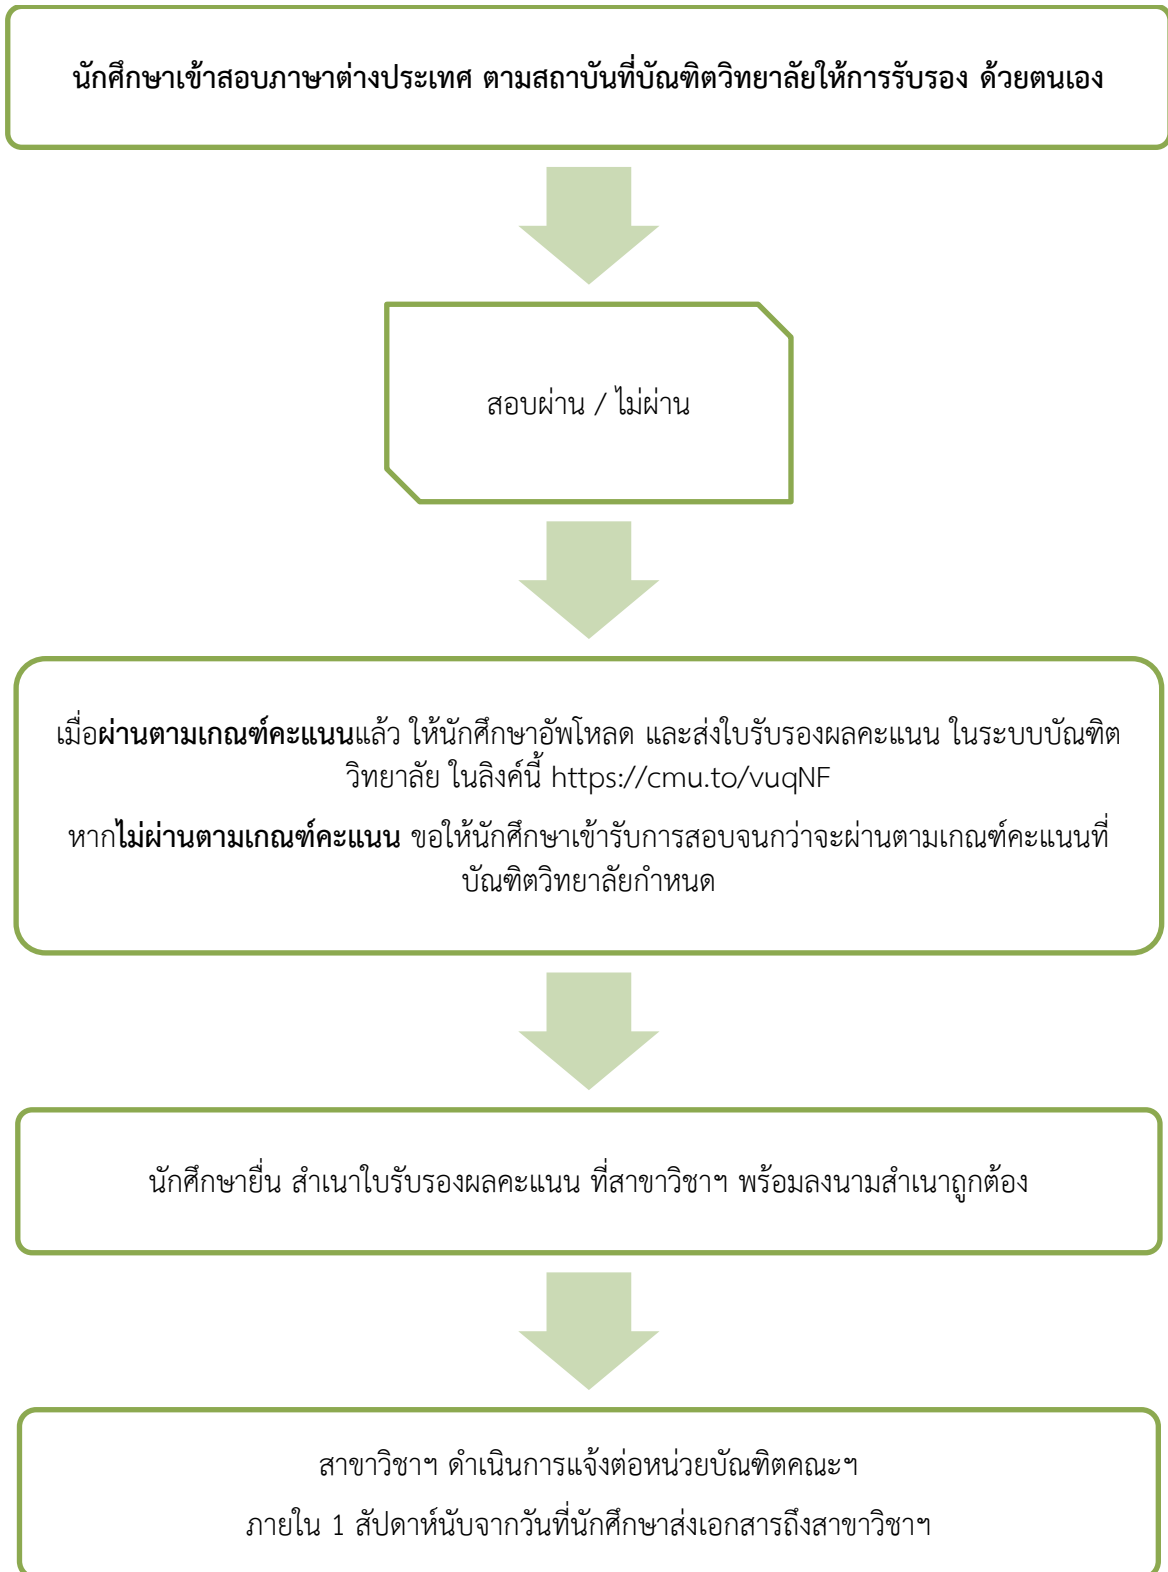 นักศึกษาเข้าสอบภาษาต่างประเทศ ตามสถาบันที่บัณฑิตวิทยาลัยให้การรับรอง ด้วยตนเอง
สอบผ่าน / ไม่ผ่าน
เมื่อผ่านตามเกณฑ์คะแนนแล้ว ให้นักศึกษาอัพโหลด และส่งใบรับรองผลคะแนน ในระบบบัณฑิต
วิทยาลัย ในลิงค์นี้ https://cmu.to/vuqNF
หากไม่ผ่านตามเกณฑ์คะแนน ขอให้นักศึกษาเข้ารับการสอบจนกว่าจะผ่านตามเกณฑ์คะแนนที่
บัณฑิตวิทยาลัยกำหนด
นักศึกษายื่น สำเนาใบรับรองผลคะแนน ที่สาขาวิชาฯ พร้อมลงนามสำเนาถูกต้อง
สาขาวิชาฯ ดำเนินการแจ้งต่อหน่วยบัณฑิตคณะฯ
ภายใน 1 สัปดาห์นับจากวันที่นักศึกษาส่งเอกสารถึงสาขาวิชาฯ